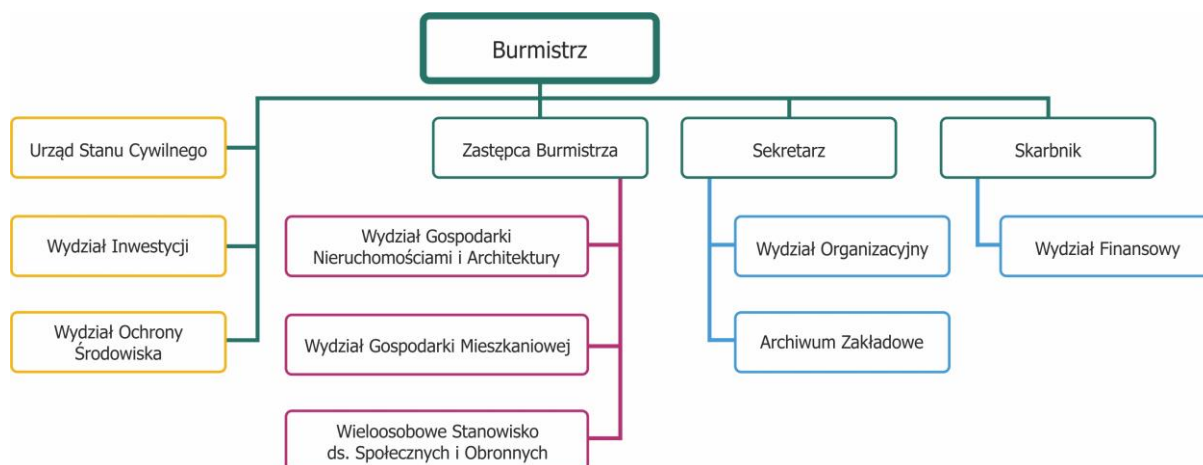 Burmistrz
Urząd Stanu Cywilnego
Zastępca Burmistrza
Sekretarz
Skarbnik
Wydział Inwestycji
Wydział Gospodarki
Nieruchomościami i Architektury
Wydział Organizacyjny
Wydział Finansowy
Wydział Ochrony
Środowiska
Wydział Gospodarki Mieszkaniowej
Archiwum Zakładowe
Wieloosobowe Stanowisko
ds. Społecznych i Obronnych